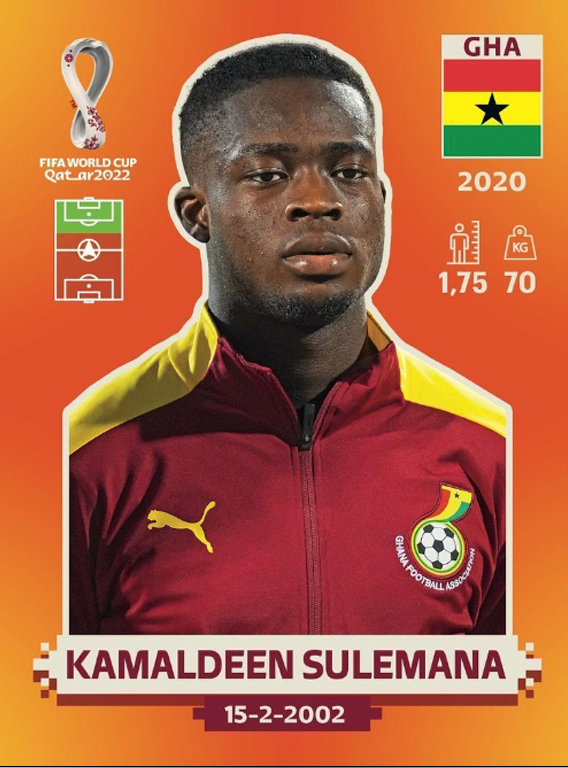 FIFA WORLD CUP
Qatar2022
GHA
2020
KG
1,75 70
GHANA FOOTBALL ASSOCIATION
KAMALDEEN SULEMANA
15-2-2002